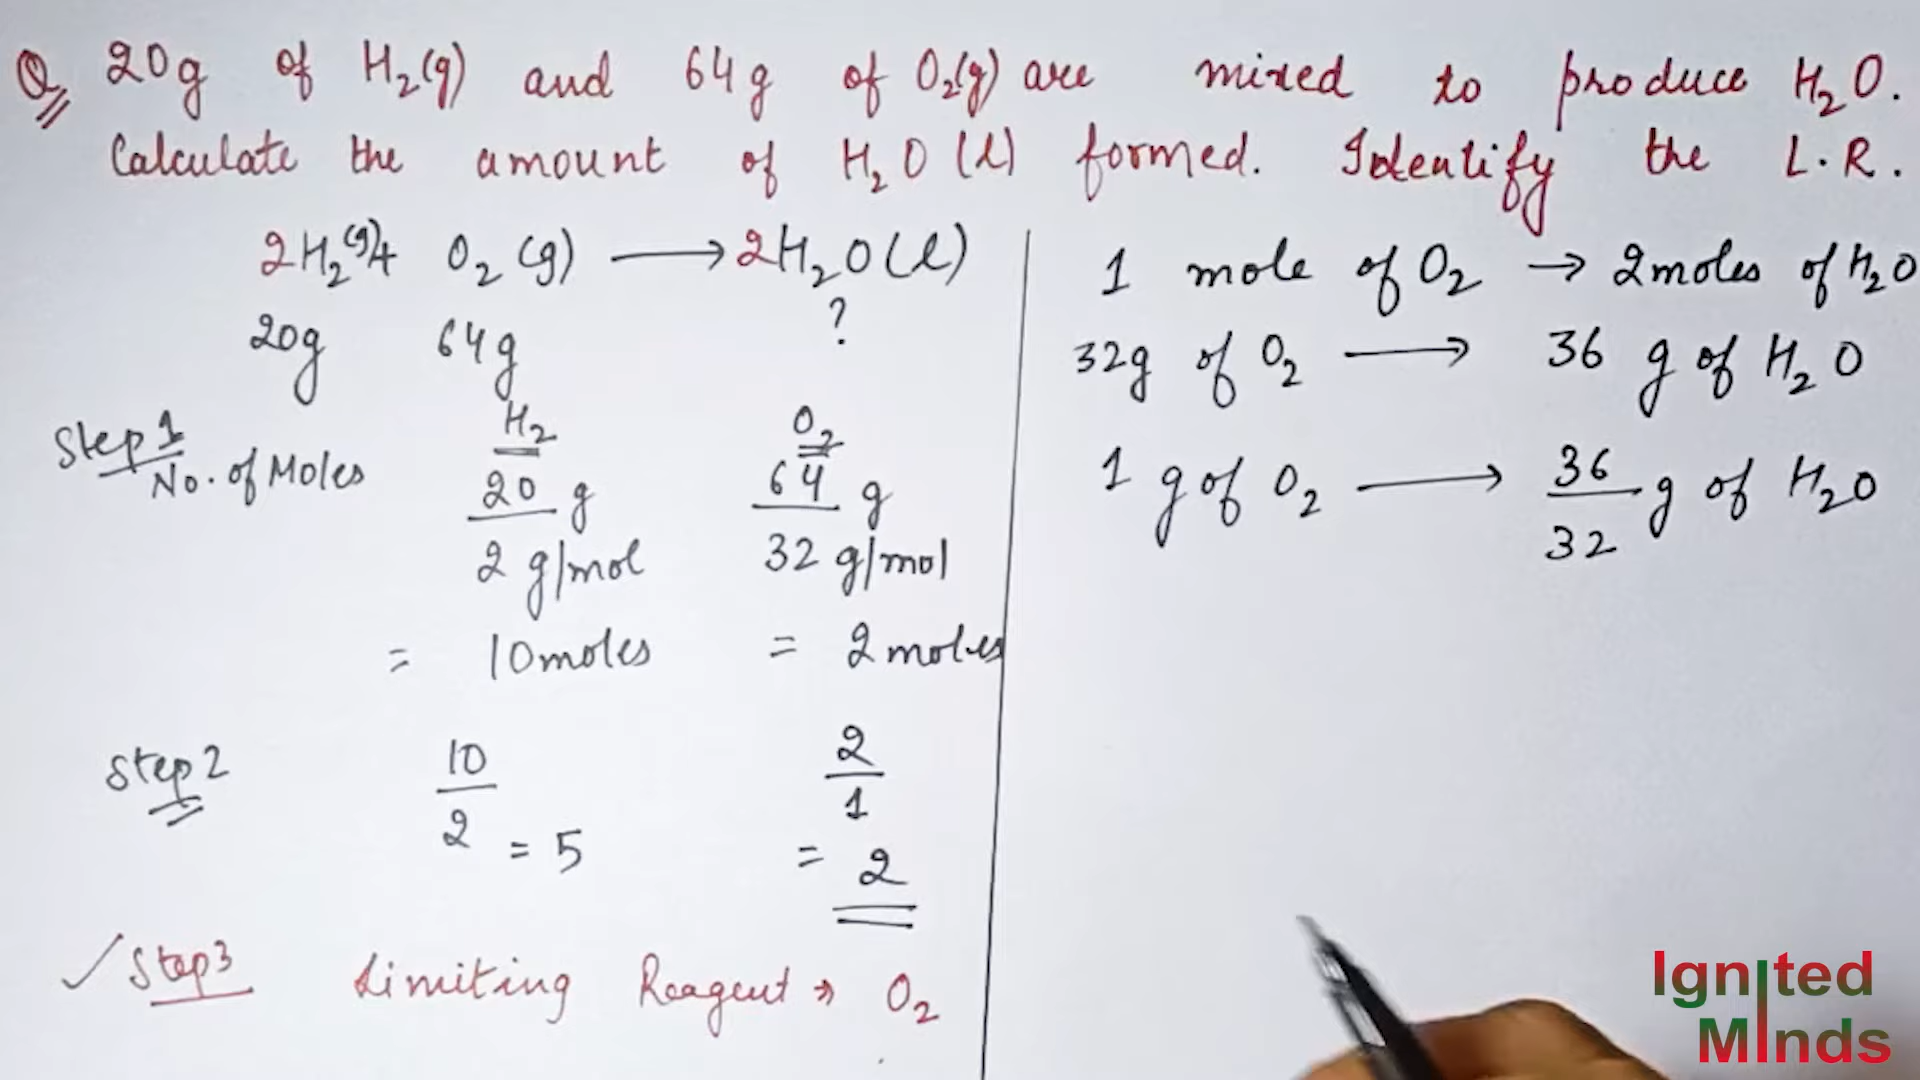 Q 20g of H₂(g) and 64g of O₂(g) are mixed to produce H₂O.
Calculate the amount of H₂O (l) formed. Identify the L.R.
2H₂(g) + O₂ (g) ⟶ 2H₂O(l)
20g 64g ?
Step 1
No. of Moles
H₂ O₂
20 g 64 g
2 g/mol 32 g/mol
= 10 moles = 2 moles
Step 2
10 2
2 1
= 5 = 2
✓ Step 3 Limiting Reagent → O₂
1 mole of O₂ → 2 moles of H₂O
32g of O₂ ⟶ 36 g of H₂O
1 g of O₂ ⟶ 36/32 g of H₂O
Ignited
Minds